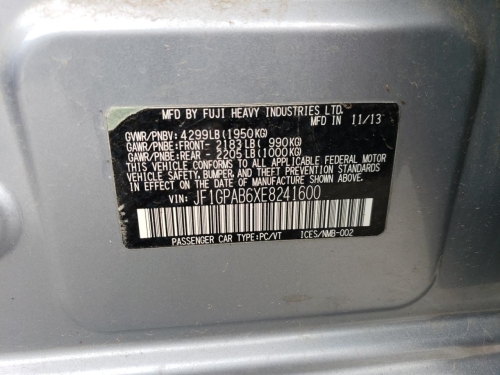 MFD BY FUJI HEAVY INDUSTRIES LTD.
MFD IN 11/13
GVWR/PNBV: 4299LB(1950KG)
GAWR/PNBE:FRONT- 2183LB( 990KG)
GAWR/PNBE:REAR - 2205LB(1000KG)
THIS VEHICLE CONFORMS TO ALL APPLICABLE FEDERAL MOTOR
VEHICLE SAFETY, BUMPER, AND THEFT PREVENTION STANDARDS
IN EFFECT ON THE DATE OF MANUFACTURE SHOWN ABOVE.
VIN: JF1GPAB6XE8241600
PASSENGER CAR TYPE:PC/VT ICES/NMB-002